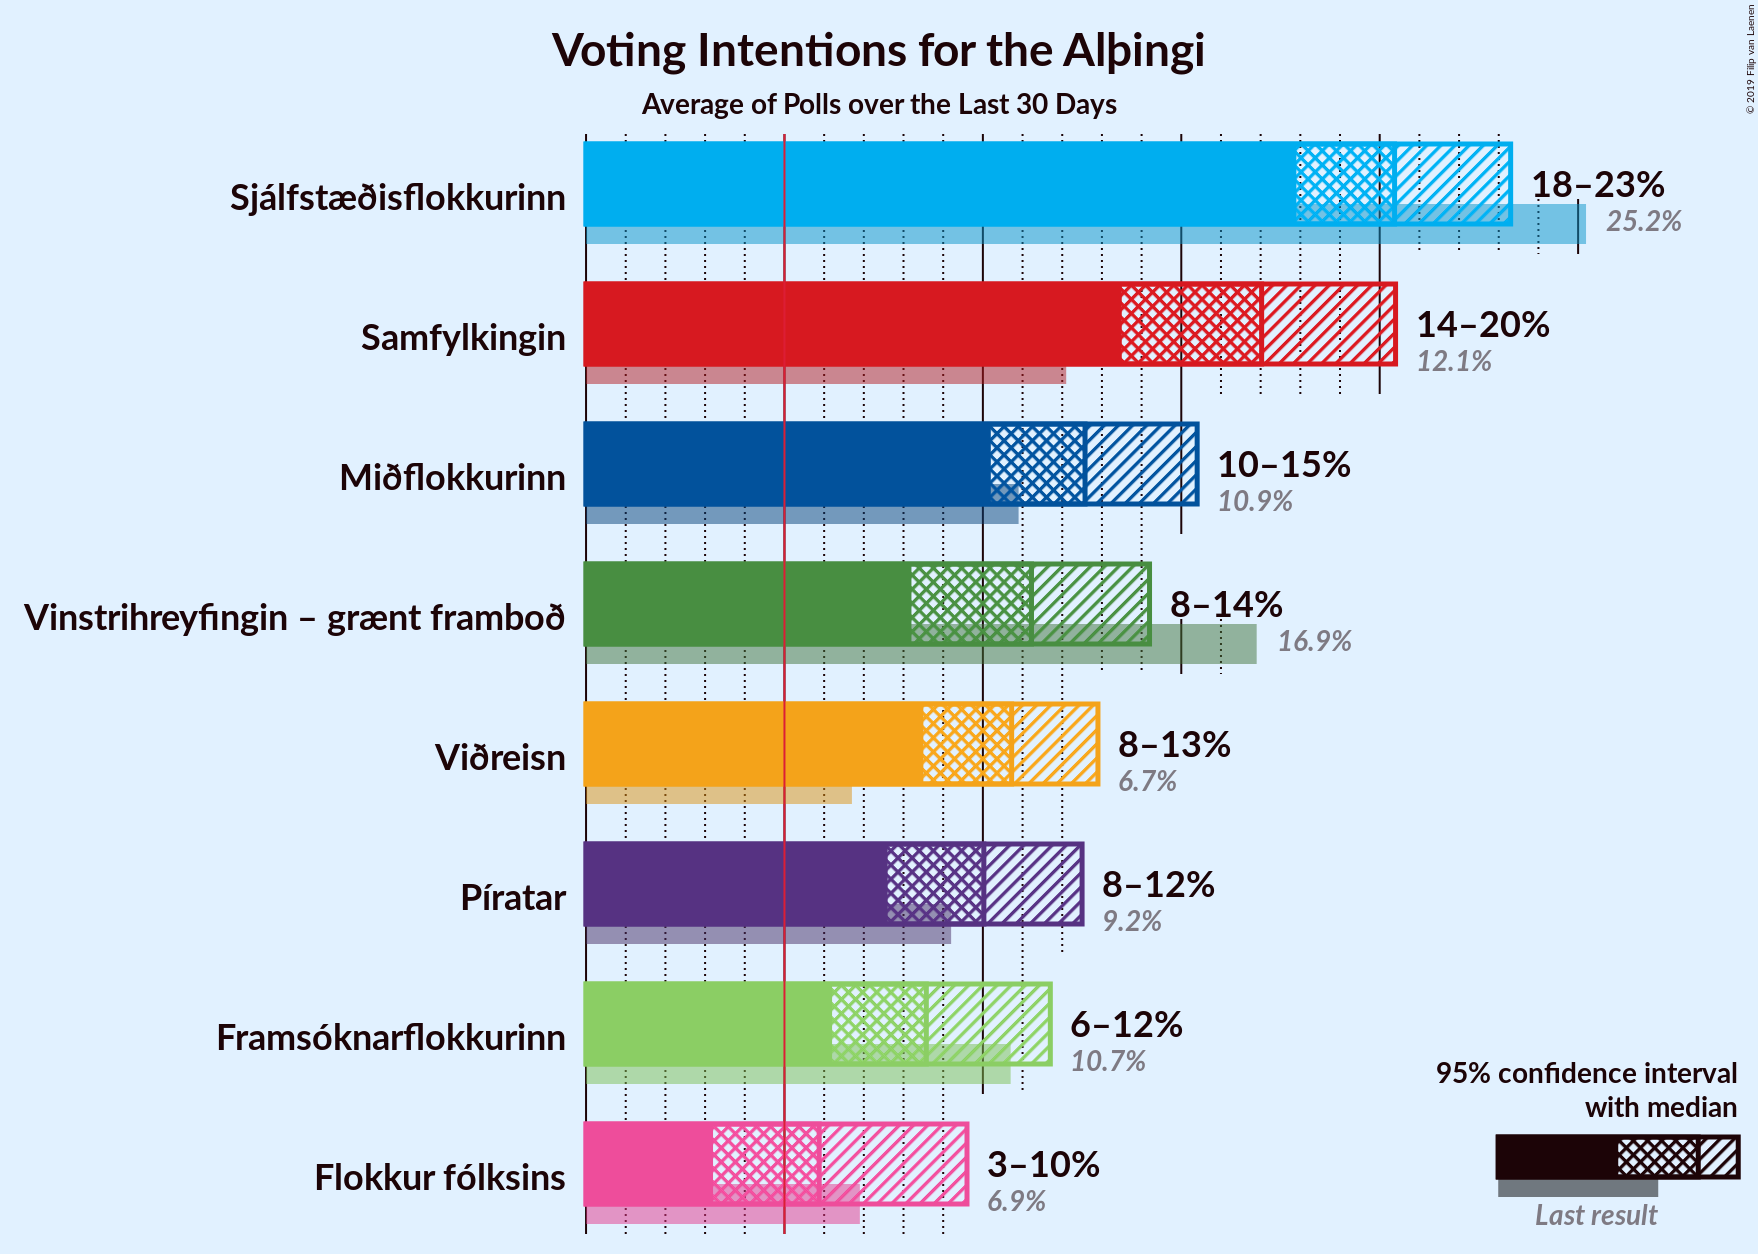 Voting Intentions for the Alþingi
Average of Polls over the Last 30 Days
© 2019 Filip van Laenen
Sjálfstæðisflokkurinn
18–23%
25.2%
Samfylkingin
14–20%
12.1%
Miðflokkurinn
10–15%
10.9%
Vinstrihreyfingin – grænt framboð
8–14%
16.9%
Viðreisn
8–13%
6.7%
Píratar
8–12%
9.2%
Framsóknarflokkurinn
6–12%
10.7%
Flokkur fólksins
3–10%
6.9%
95% confidence interval
with median
Last result